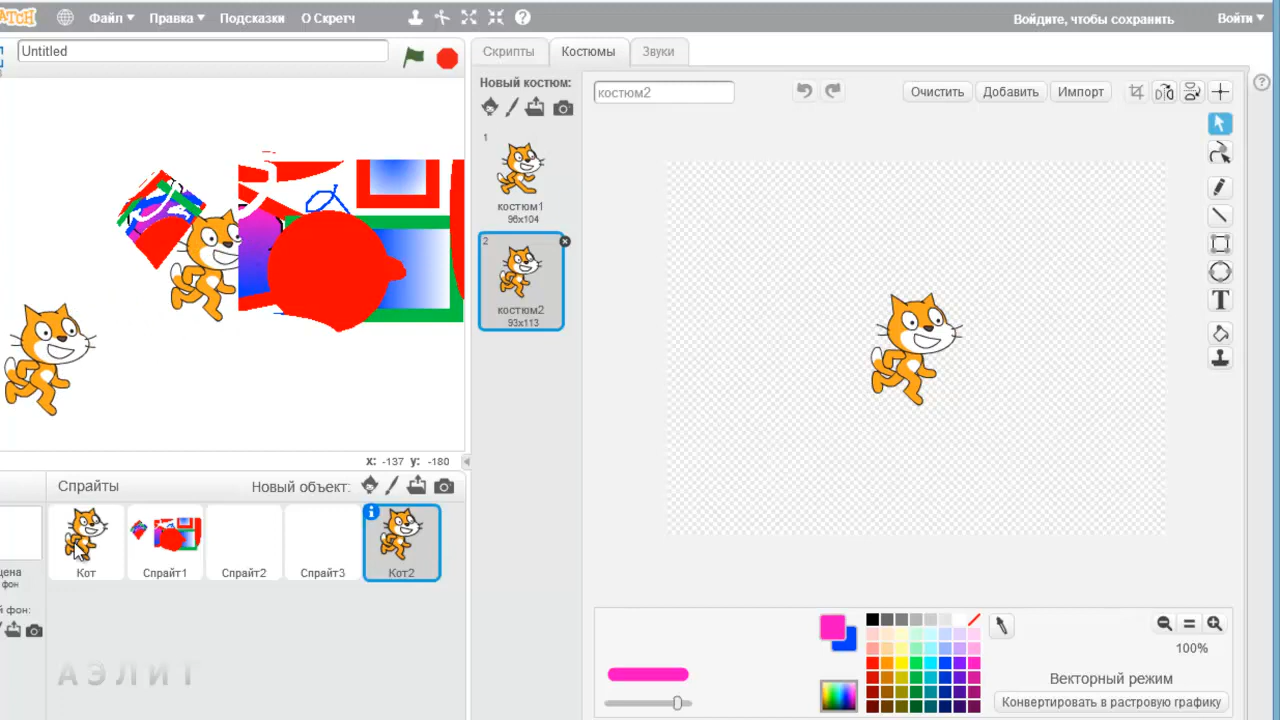 Файл Правка Подсказки О Скретч
Войдите, чтобы сохранить Войти
Untitled
Скрипты Костюмы Звуки
Новый костюм:
1
костюм1
96x104
2
костюм2
93x113
костюм2
Очистить Добавить Импорт
T
x: -137 y: -180
Спрайты Новый объект:
Кот Спрайт1 Спрайт2 Спрайт3 Кот2
фон
фон:
АЭЛИТ
100%
Векторный режим
Конвертировать в растровую графику